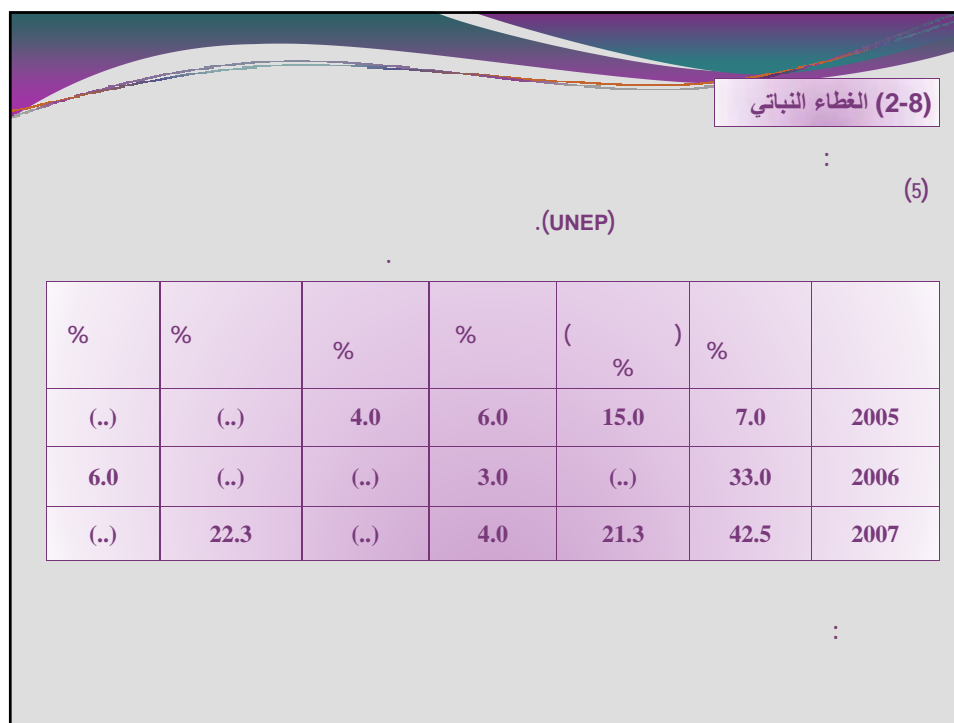 (2-8) الغطاء النباتي
:
(5)
(UNEP).
.
% % ( ) % % % %
2005 7.0 15.0 6.0 4.0 (..) (..)
2006 33.0 (..) 3.0 (..) (..) 6.0
2007 42.5 21.3 4.0 (..) 22.3 (..)
: